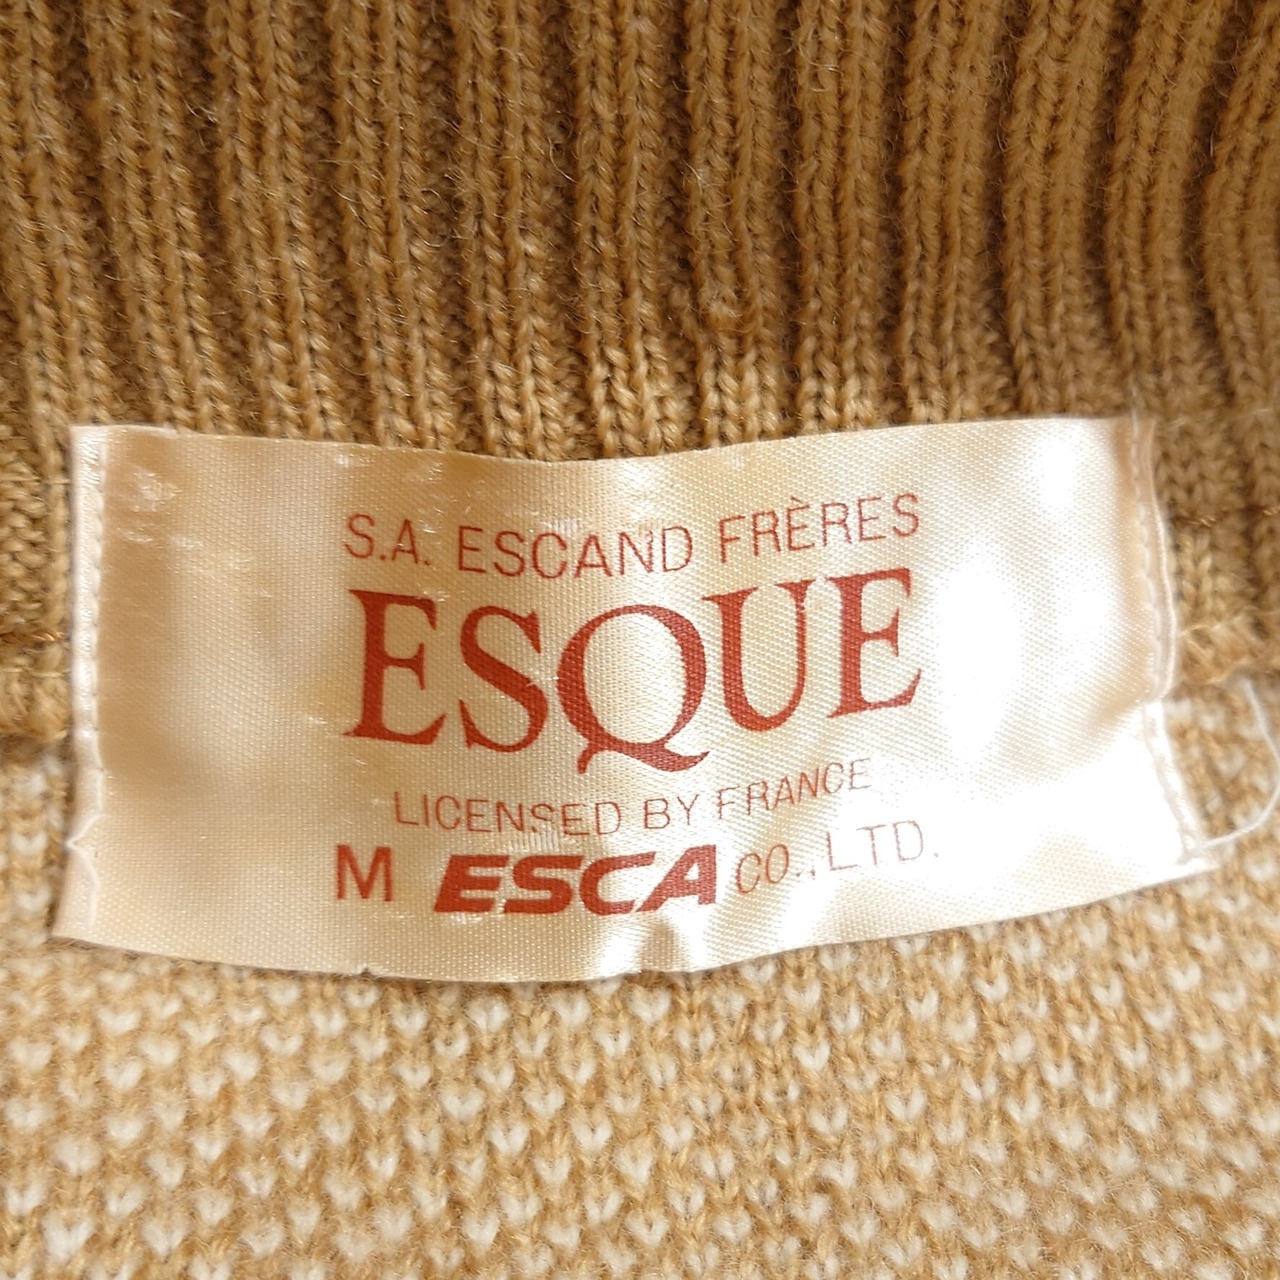 S.A. ESCAND FRÈRES
ESQUE
LICENSED BY FRANCE
M ESCA CO.,LTD.